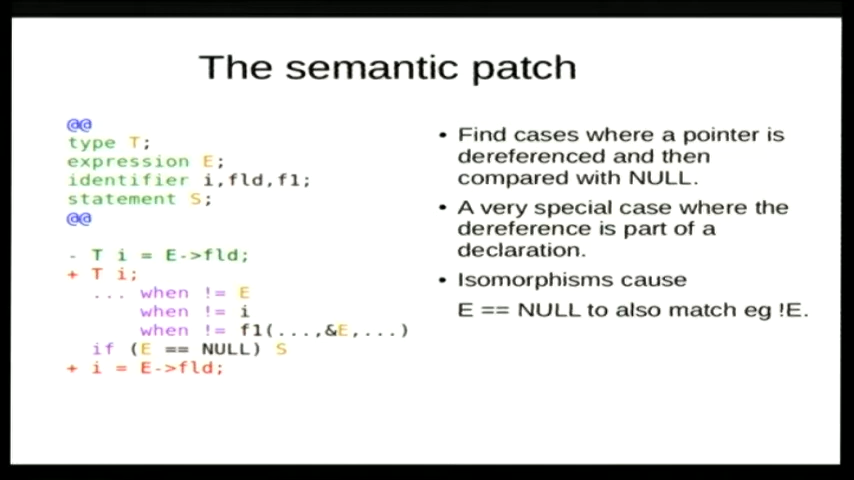 The semantic patch
@@
type T;
expression E;
identifier i,fld,f1;
statement S;
@@
- T i = E->fld;
+ T i;
... when != E
when != i
when != f1(...,&E,...)
if (E == NULL) S
+ i = E->fld;
• Find cases where a pointer is
dereferenced and then
compared with NULL.
• A very special case where the
dereference is part of a
declaration.
• Isomorphisms cause
E == NULL to also match eg !E.